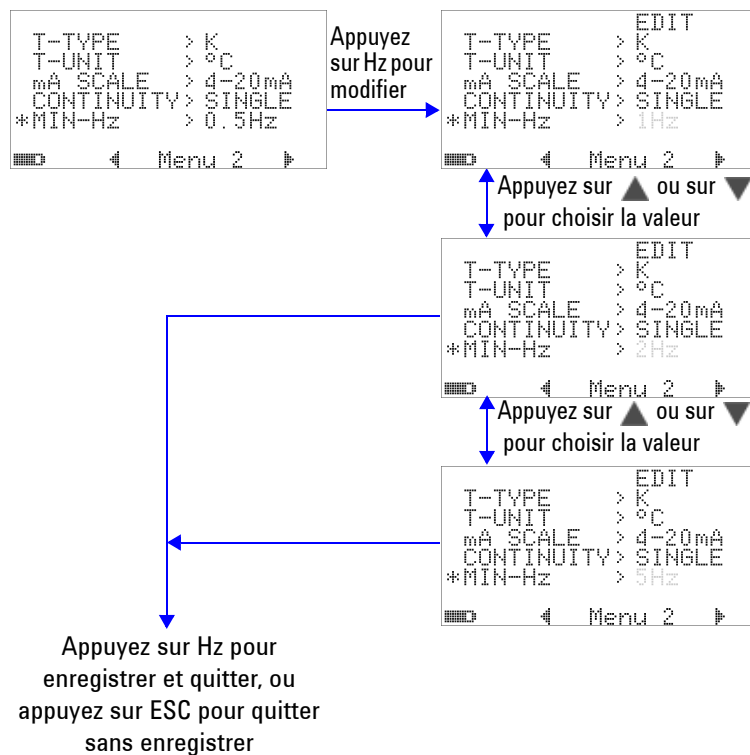 T-TYPE > K
T-UNIT > °C
mA SCALE > 4-20mA
CONTINUITY> SINGLE
*MIN-Hz > 0.5Hz
Menu 2
Appuyez
sur Hz pour
modifier
EDIT
T-TYPE > K
T-UNIT > °C
mA SCALE > 4-20mA
CONTINUITY> SINGLE
*MIN-Hz > 1Hz
Menu 2
Appuyez sur ▲ ou sur ▼
pour choisir la valeur
EDIT
T-TYPE > K
T-UNIT > °C
mA SCALE > 4-20mA
CONTINUITY> SINGLE
*MIN-Hz > 2Hz
Menu 2
Appuyez sur ▲ ou sur ▼
pour choisir la valeur
EDIT
T-TYPE > K
T-UNIT > °C
mA SCALE > 4-20mA
CONTINUITY> SINGLE
*MIN-Hz > 5Hz
Menu 2
Appuyez sur Hz pour
enregistrer et quitter, ou
appuyez sur ESC pour quitter
sans enregistrer